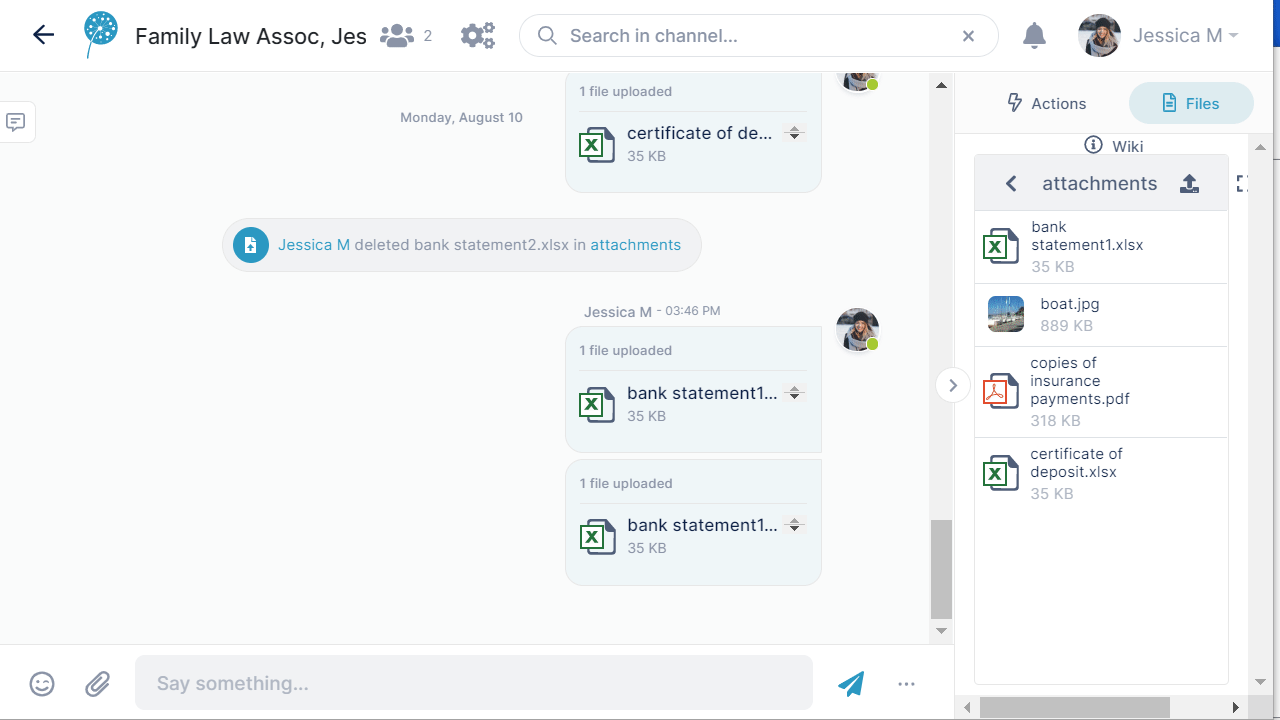 Family Law Assoc, Jes
2
Search in channel...
Jessica M
1 file uploaded
Monday, August 10
certificate of de...
35 KB
Jessica M deleted bank statement2.xlsx in attachments
Jessica M - 03:46 PM
1 file uploaded
bank statement1...
35 KB
1 file uploaded
bank statement1...
35 KB
Say something...
Actions
Files
Wiki
attachments
bank
statement1.xlsx
35 KB
boat.jpg
889 KB
copies of
insurance
payments.pdf
318 KB
certificate of
deposit.xlsx
35 KB